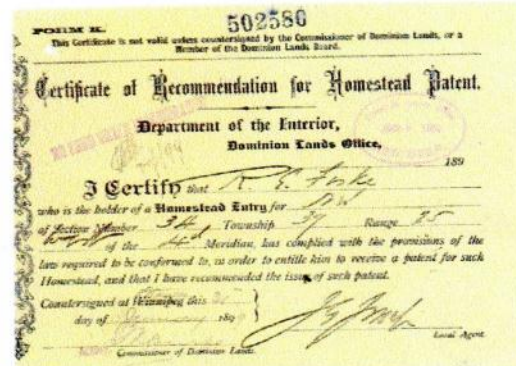 502580
FORM K.
This Certificate is not valid unless countersigned by the Commissioner of Dominion Lands, or a
Member of the Dominion Lands Board.
Certificate of Recommendation for Homestead Patent.
Department of the Interior,
Dominion Lands Office,
189
I Certify that R. E.
who is the holder of a Homestead Entry for
of Section Number 34 Township 37 Range 25
West of the 4th Meridian, has complied with the provisions of the
law required to be conformed to, in order to entitle him to receive a patent for such
Homestead, and that I have recommended the issue of such patent.
Countersigned at Winnipeg this
day of January 1899
Local Agent.
Commissioner of Dominion Lands.